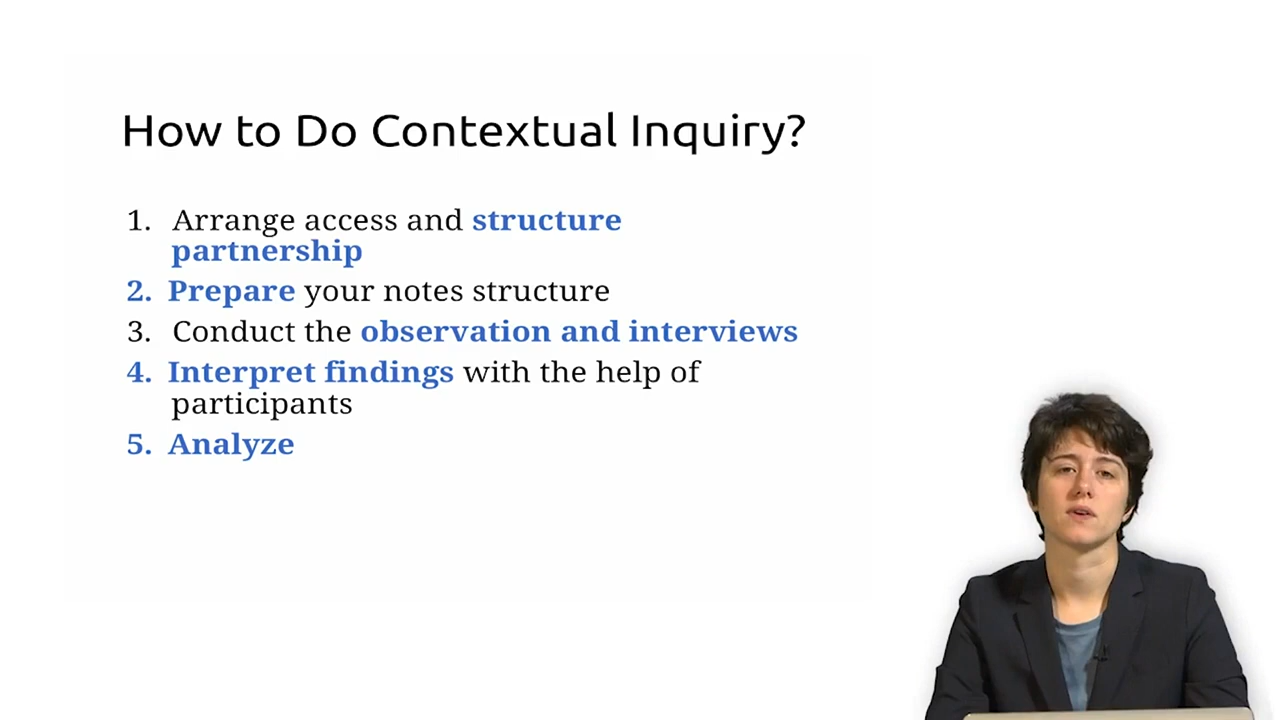 How to Do Contextual Inquiry?
1. Arrange access and structure
partnership
2. Prepare your notes structure
3. Conduct the observation and interviews
4. Interpret findings with the help of
participants
5. Analyze